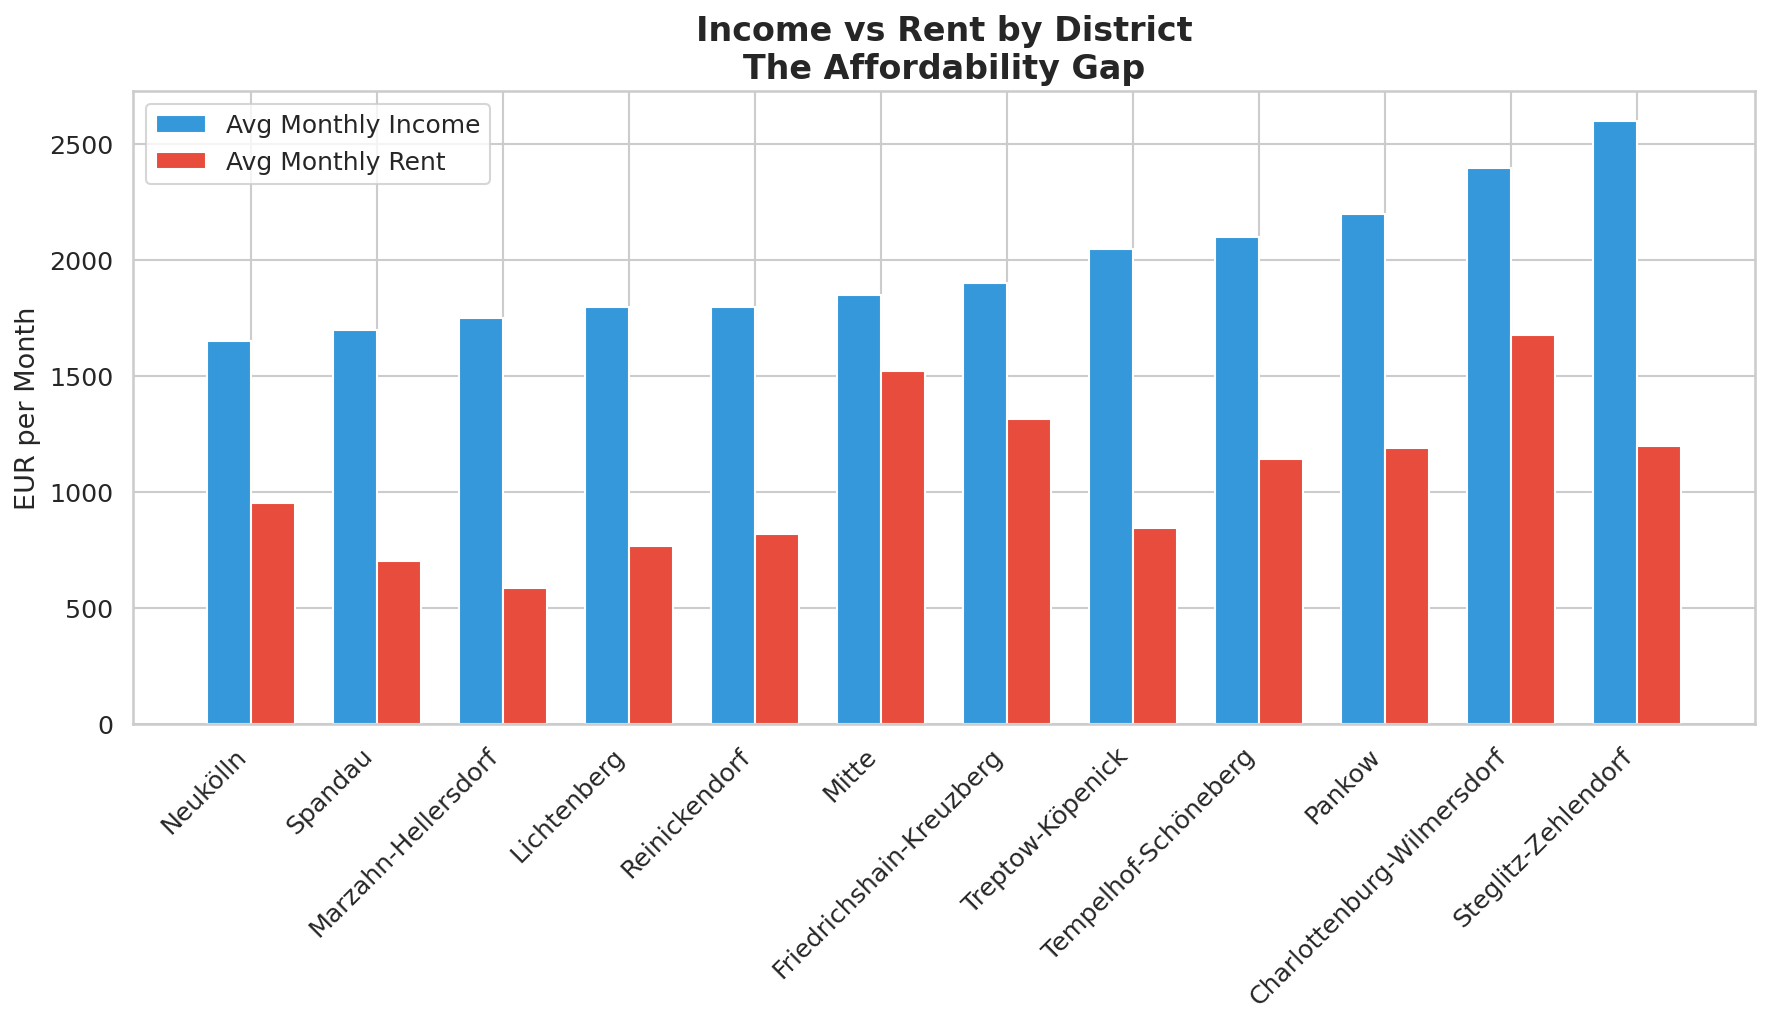 Income vs Rent by District
The Affordability Gap
Avg Monthly Income
Avg Monthly Rent
EUR per Month
2500
2000
1500
1000
500
0
Neukölln
Spandau
Marzahn-Hellersdorf
Lichtenberg
Reinickendorf
Mitte
Friedrichshain-Kreuzberg
Treptow-Köpenick
Tempelhof-Schöneberg
Pankow
Charlottenburg-Wilmersdorf
Steglitz-Zehlendorf